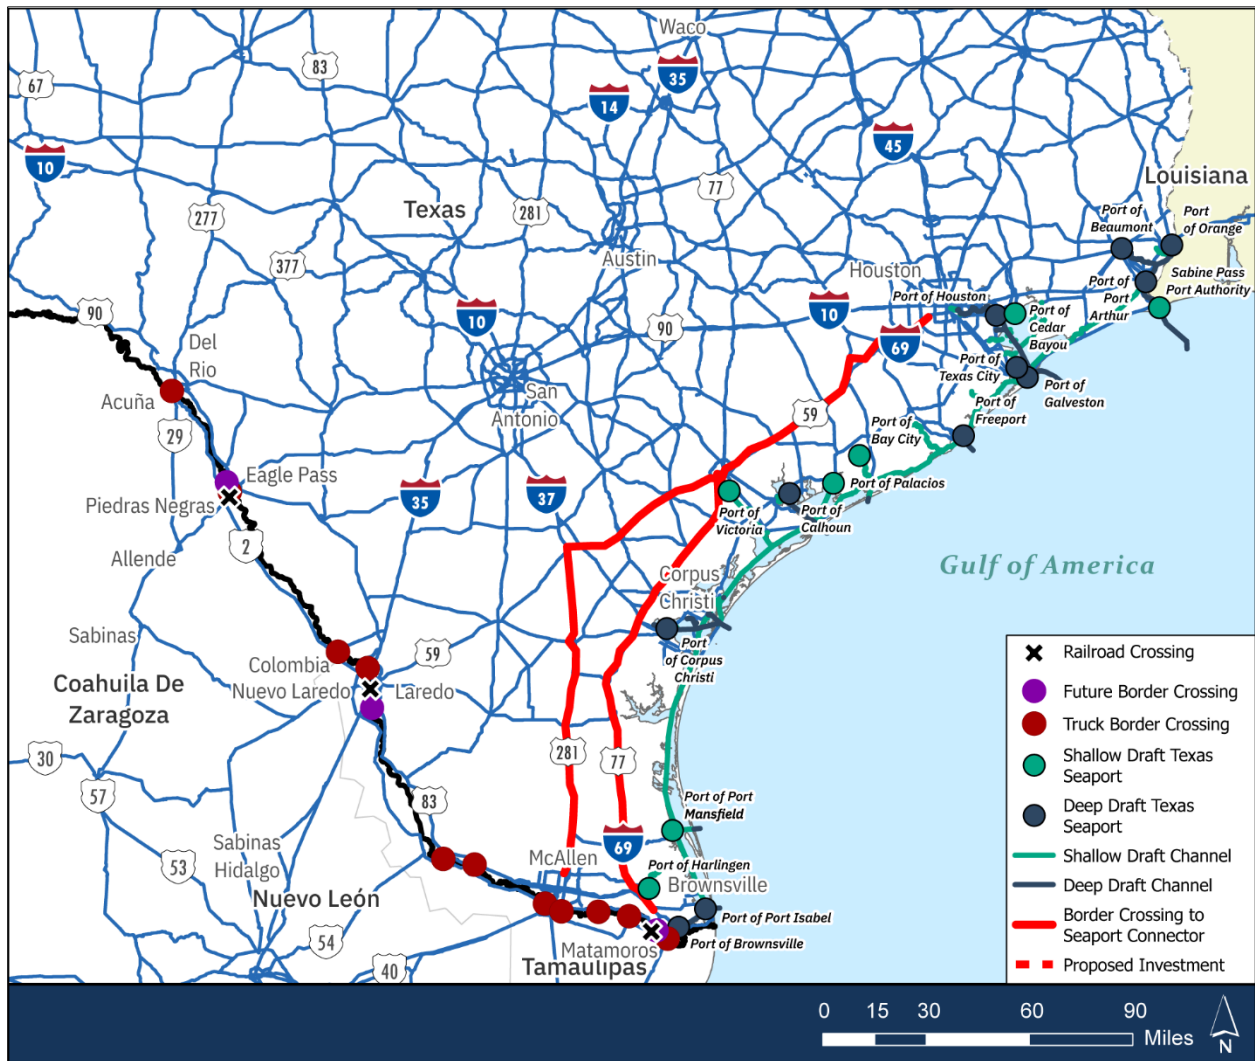 Waco
83
35
67
14
45
10
77
Louisiana
277
Texas
281
Port of
Beaumont
Port
of Orange
Austin
377
Houston
Sabine Pass
Port Authority
Port of
Port
Arthur
Port of Houston
90
10
90
10
Port of
Cedar
Bayou
Del
Rio
69
Port of
Texas City
Acuña
San
Antonio
Port of
Galveston
59
Port of
Freeport
29
Port of
Bay City
Eagle Pass
35
37
Port of Palacios
Piedras Negras
Port of
Victoria
Port of
Calhoun
2
Allende
Gulf of America
Corpus
Christi
Sabinas
59
Port
of Corpus
Christi
Colombia
Nuevo Laredo
Laredo
Coahuila De
Zaragoza
30
281
77
57
83
Port of Port
Mansfield
Sabinas
Hidalgo
69
53
McAllen
Port of Harlingen
Brownsville
Nuevo León
Port of Port Isabel
54
Matamoros
Port of Brownsville
40
Tamaulipas
Railroad Crossing
Future Border Crossing
Truck Border Crossing
Shallow Draft Texas
Seaport
Deep Draft Texas
Seaport
Shallow Draft Channel
Deep Draft Channel
Border Crossing to
Seaport Connector
Proposed Investment
0 15 30 60 90
Miles
N